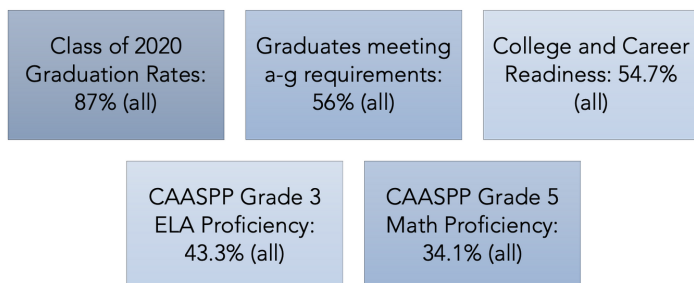 Class of 2020
Graduation Rates:
87% (all)
Graduates meeting
a-g requirements:
56% (all)
College and Career
Readiness: 54.7%
(all)
CAASPP Grade 3
ELA Proficiency:
43.3% (all)
CAASPP Grade 5
Math Proficiency:
34.1% (all)